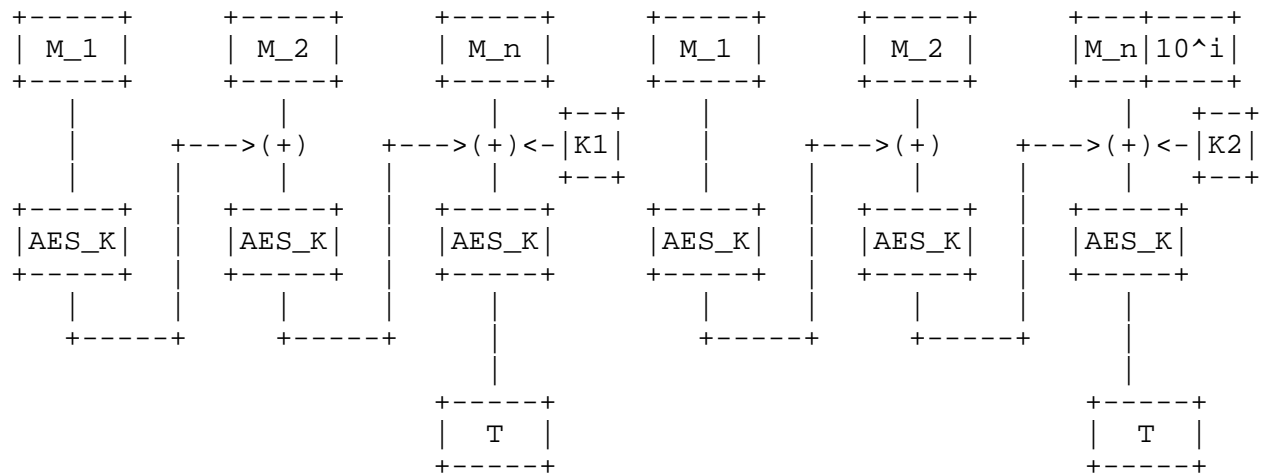 M_1 M_2 M_n M_1 M_2 M_n 10^i
(+) (+) K1 (+) (+) K2
AES_K AES_K AES_K AES_K AES_K AES_K
T T